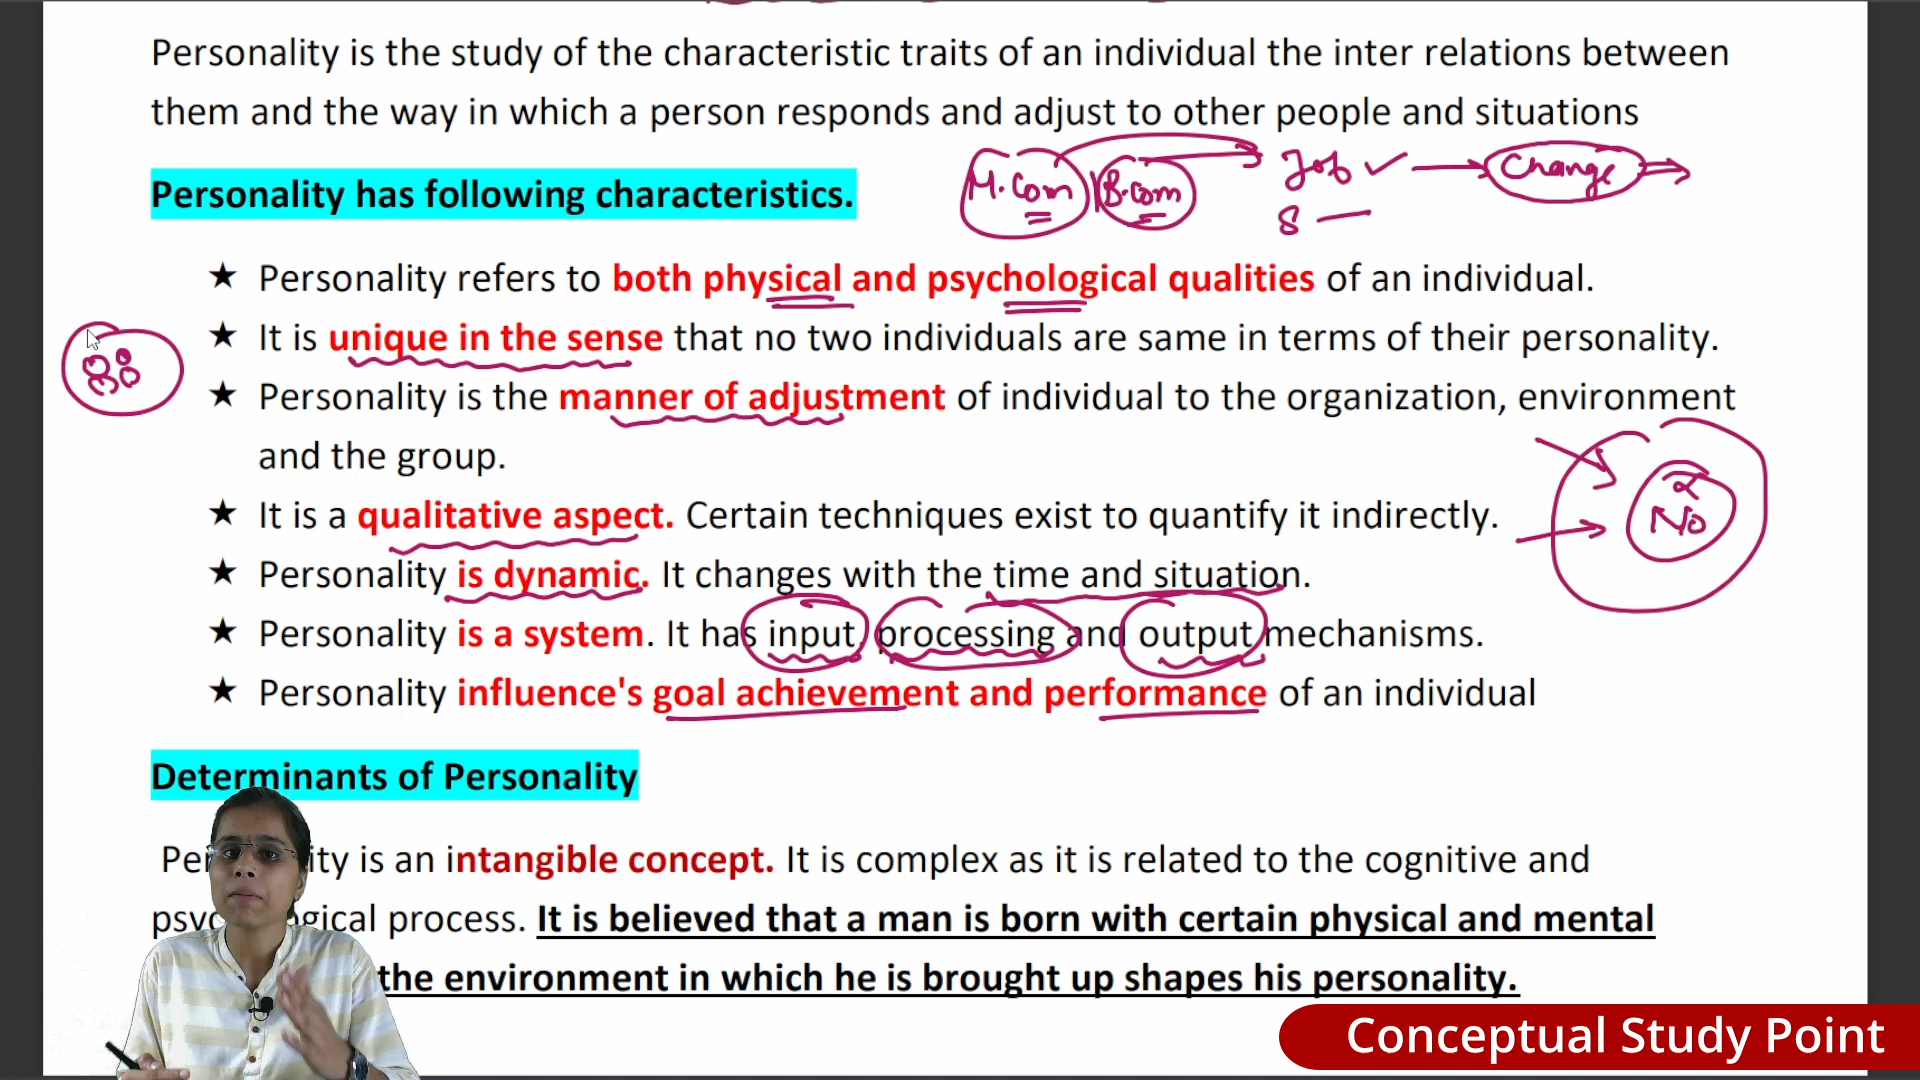 Personality is the study of the characteristic traits of an individual the inter relations between
them and the way in which a person responds and adjust to other people and situations
Personality has following characteristics.
M.Com B.Com Job Change
8
★ Personality refers to both physical and psychological qualities of an individual.
★ It is unique in the sense that no two individuals are same in terms of their personality.
★ Personality is the manner of adjustment of individual to the organization, environment
and the group.
No
★ It is a qualitative aspect. Certain techniques exist to quantify it indirectly.
★ Personality is dynamic. It changes with the time and situation.
★ Personality is a system. It has input, processing and output mechanisms.
★ Personality influence's goal achievement and performance of an individual
Determinants of Personality
Per ity is an intangible concept. It is complex as it is related to the cognitive and
psyc gical process. It is believed that a man is born with certain physical and mental
the environment in which he is brought up shapes his personality.
Conceptual Study Point